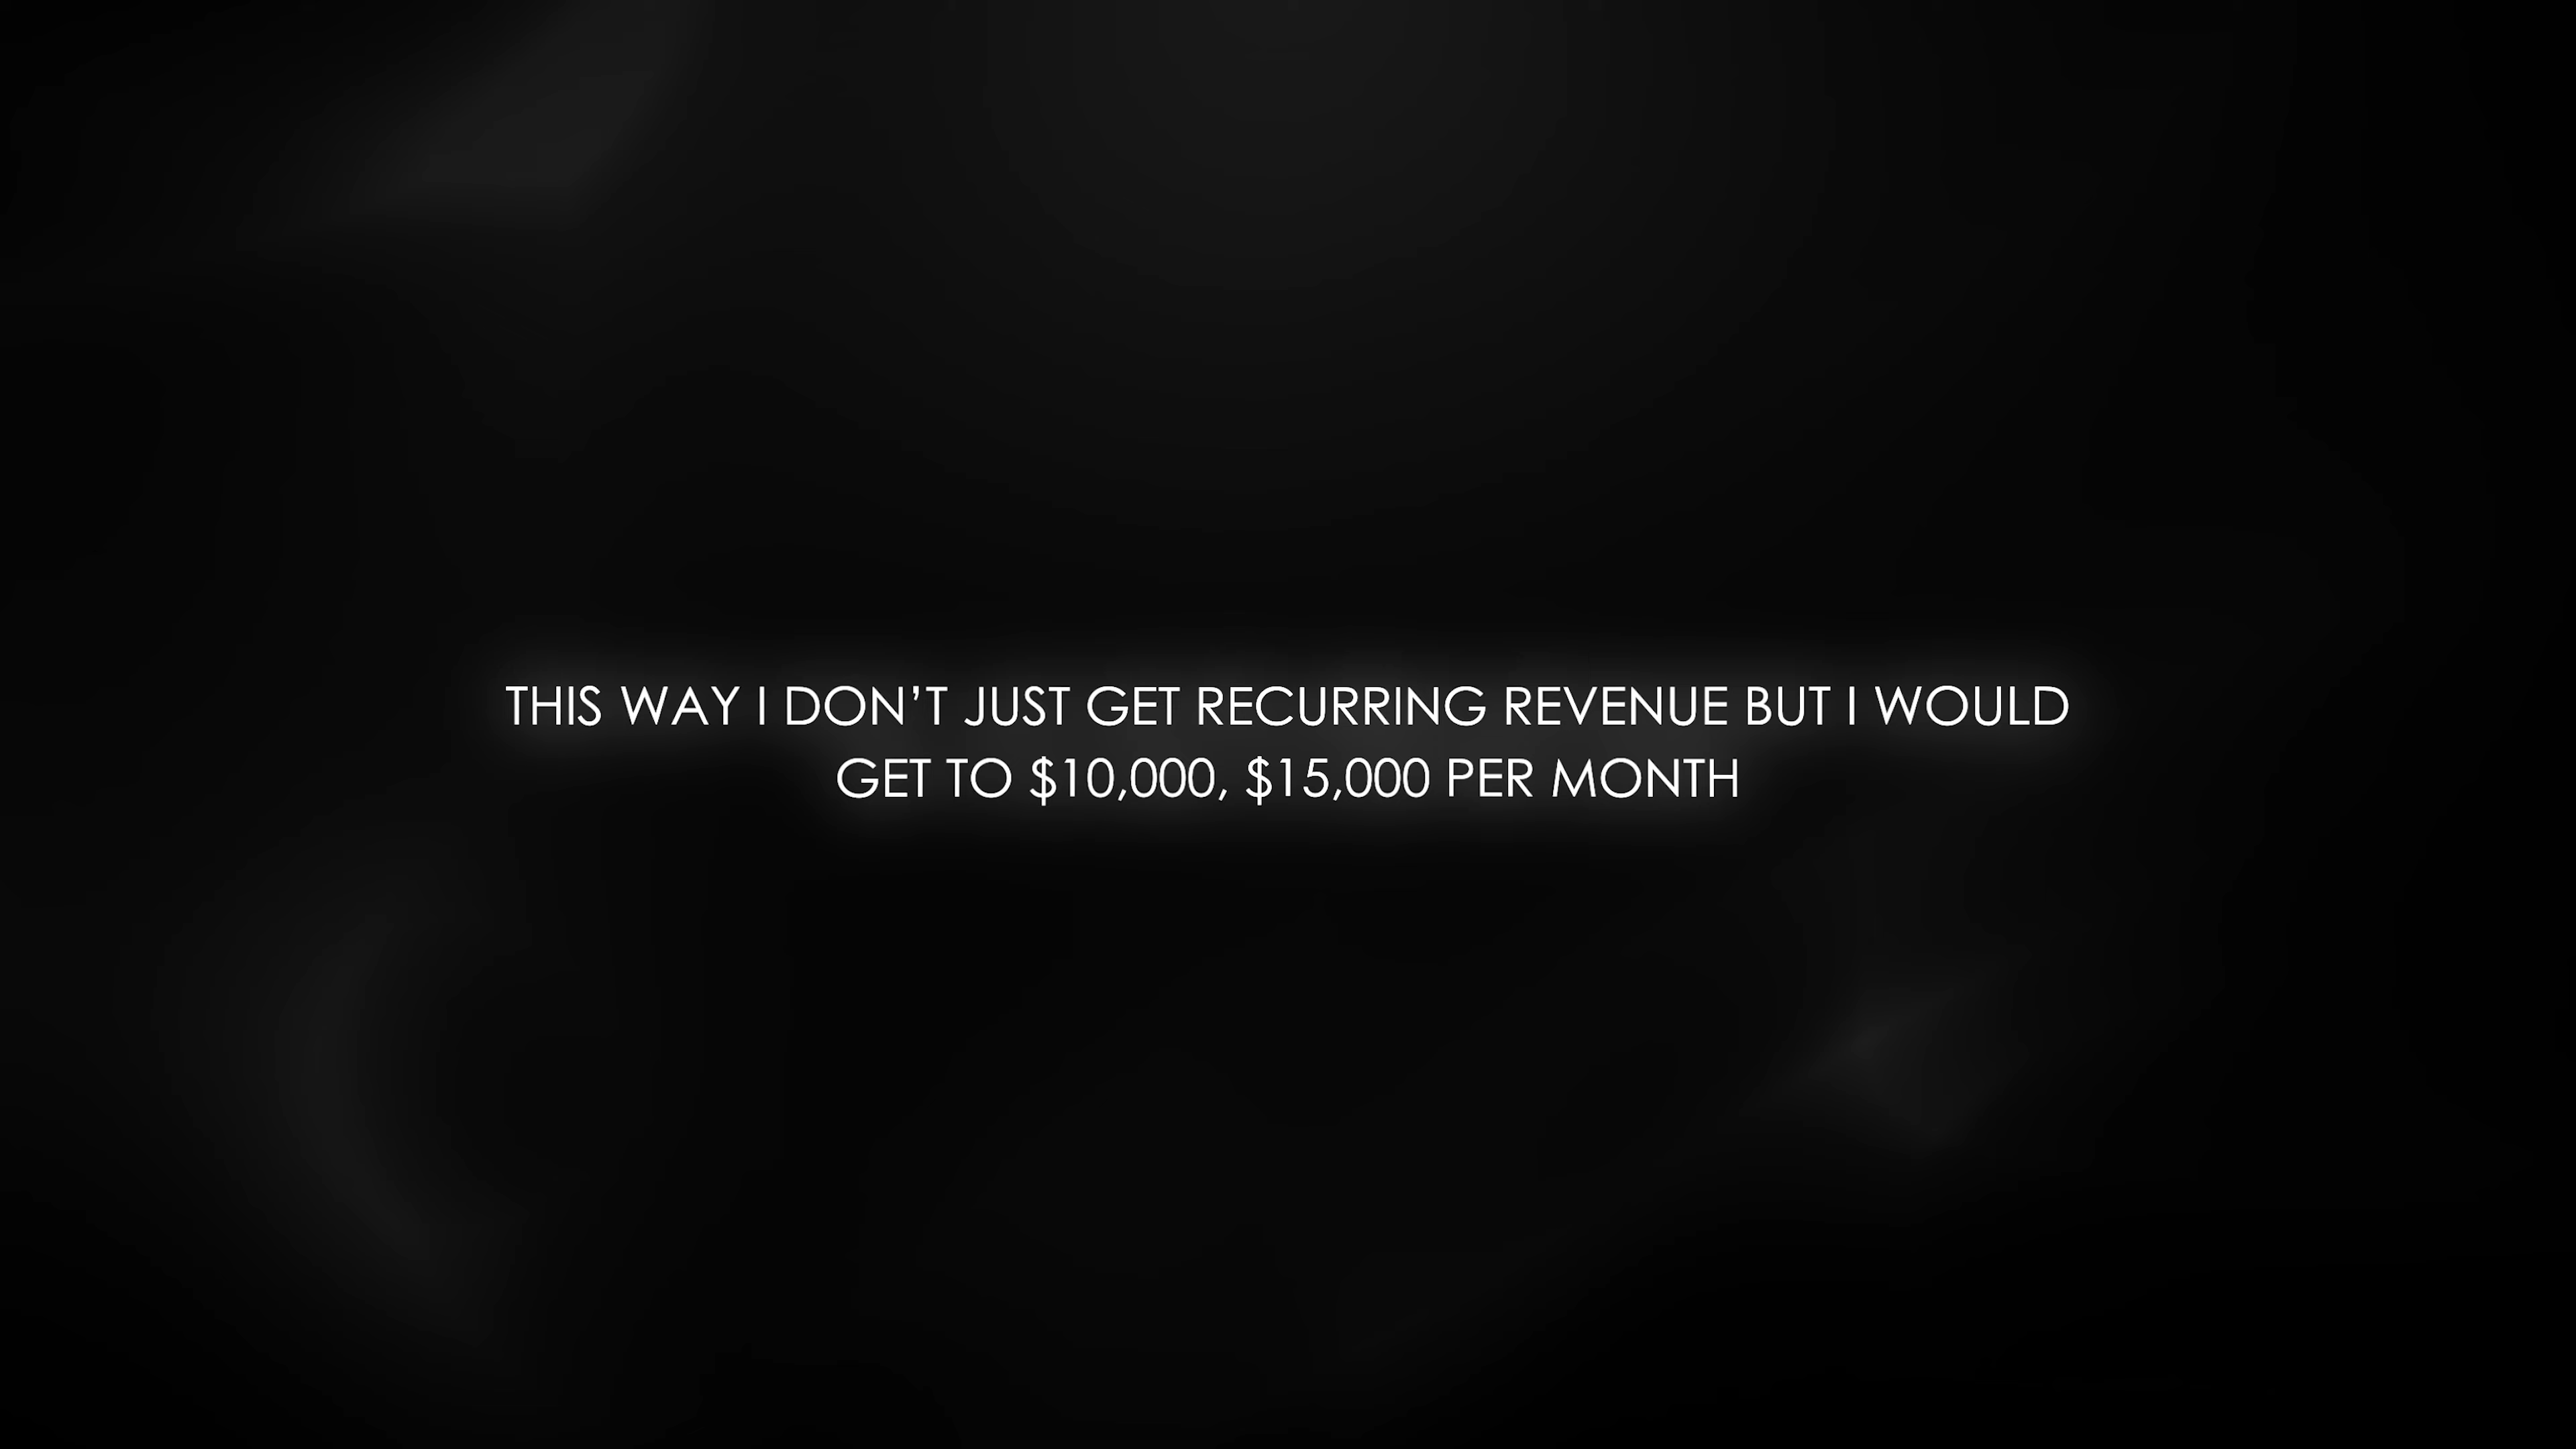 THIS WAY I DON’T JUST GET RECURRING REVENUE BUT I WOULD
GET TO $10,000, $15,000 PER MONTH